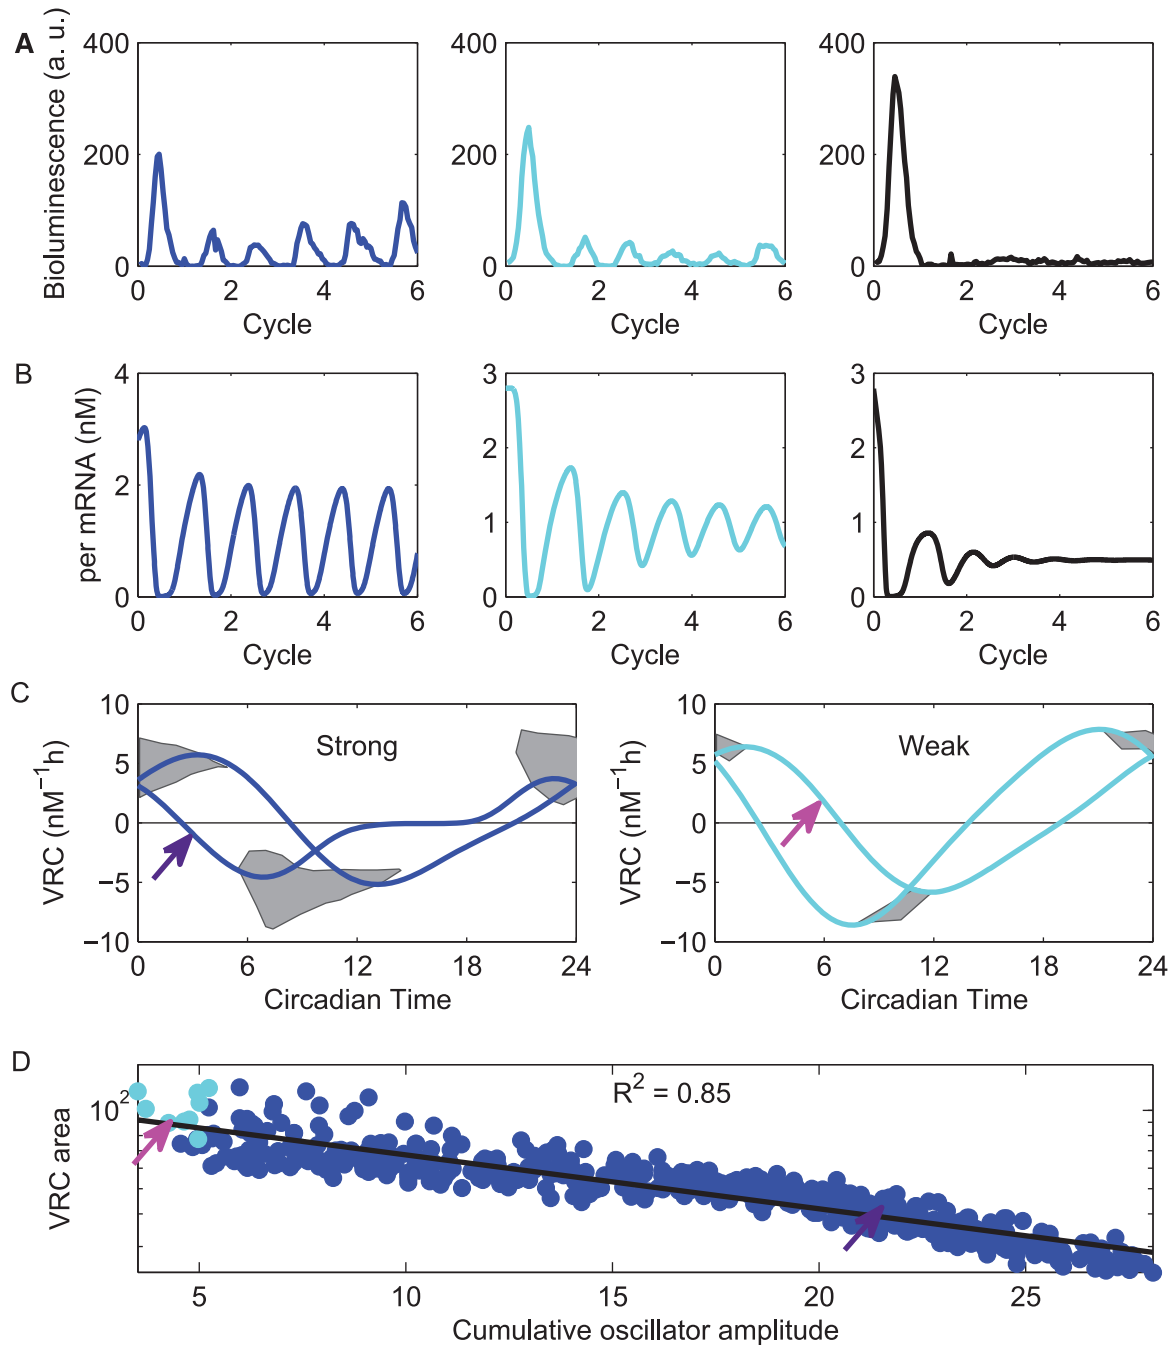 A
Bioluminescence (a. u.)
400
200
0
0 2 4 6
Cycle
400
200
0
0 2 4 6
Cycle
400
200
0
0 2 4 6
Cycle
B
per mRNA (nM)
4
2
0
0 2 4 6
Cycle
3
2
1
0
0 2 4 6
Cycle
3
2
1
0
0 2 4 6
Cycle
C
VRC (nM⁻¹h)
10
5
0
−5
−10
Strong
0 6 12 18 24
Circadian Time
VRC (nM⁻¹h)
10
5
0
−5
−10
Weak
0 6 12 18 24
Circadian Time
D
VRC area
10²
R² = 0.85
5 10 15 20 25
Cumulative oscillator amplitude